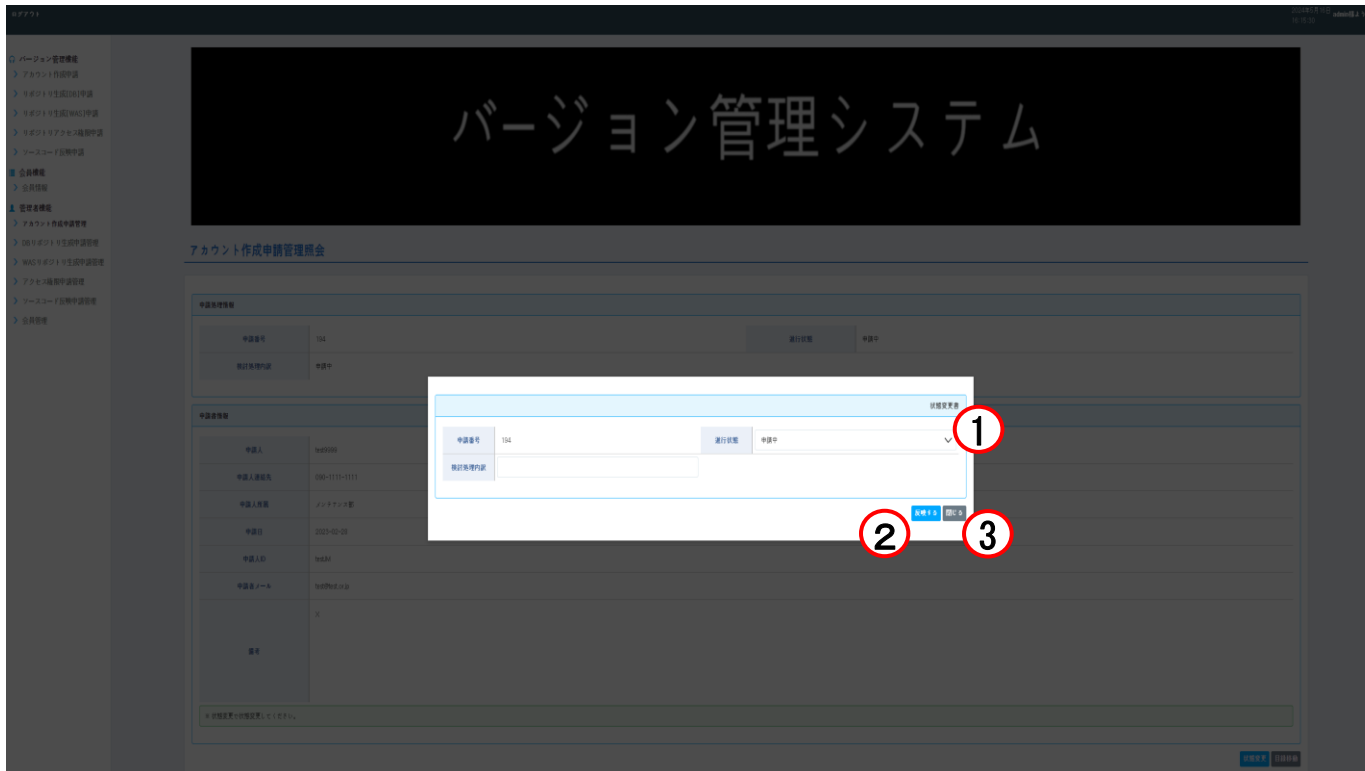 ログアウト
バージョン管理機能
アカウント作成申請
リポジトリ生成[DB]申請
リポジトリ生成[WAS]申請
リポジトリアクセス権限申請
ソースコード反映申請
会員機能
会員情報
管理者機能
アカウント作成申請管理
DBリポジトリ生成申請管理
WASリポジトリ生成申請管理
アクセス権限申請管理
ソースコード反映申請管理
会員管理
バージョン管理システム
アカウント作成申請管理照会
申請処理情報
申請番号 194 進行状態 申請中
検討処理内訳 申請中
申請者情報
申請人 test9999
申請人連絡先 090-1111-1111
申請人所属 メンテナンス部
申請日
申請人ID
申請者メール
状態変更書
申請番号 194 進行状態 申請中
検討処理内訳
反映する 閉じる
①
②
③
状態変更